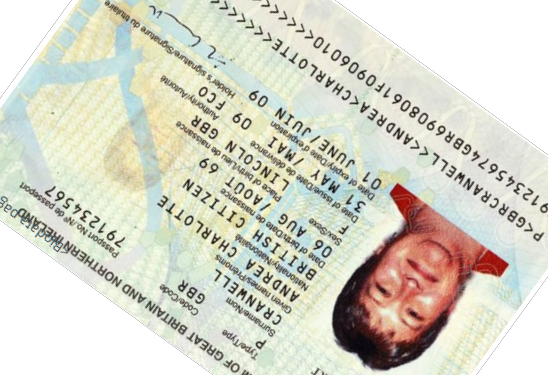 M OF GREAT BRITAIN AND NORTHERN IRELAND
Type/Type
P
Code/Code
GBR
Passport No./No de passeport
791234567
Surname/Nom
CRANWELL
Given names/Prénoms
ANDREA CHARLOTTE
Nationality/Nationalité
BRITISH CITIZEN
Date of birth/Date de naissance
06 AUG /AOUT 69
Sex/Sexe
F
Place of birth/Lieu de naissance
LINCOLN GBR
Date of issue/Date de délivrance
31 MAY /MAI 09
Authority/Autorité
FCO
Date of expiry/Date d'expiration
01 JUNE /JUIN 09
Holder's signature/Signature du titulaire
P<GBRCRANWELL<<ANDREA<CHARLOTTE<<<<<<<<